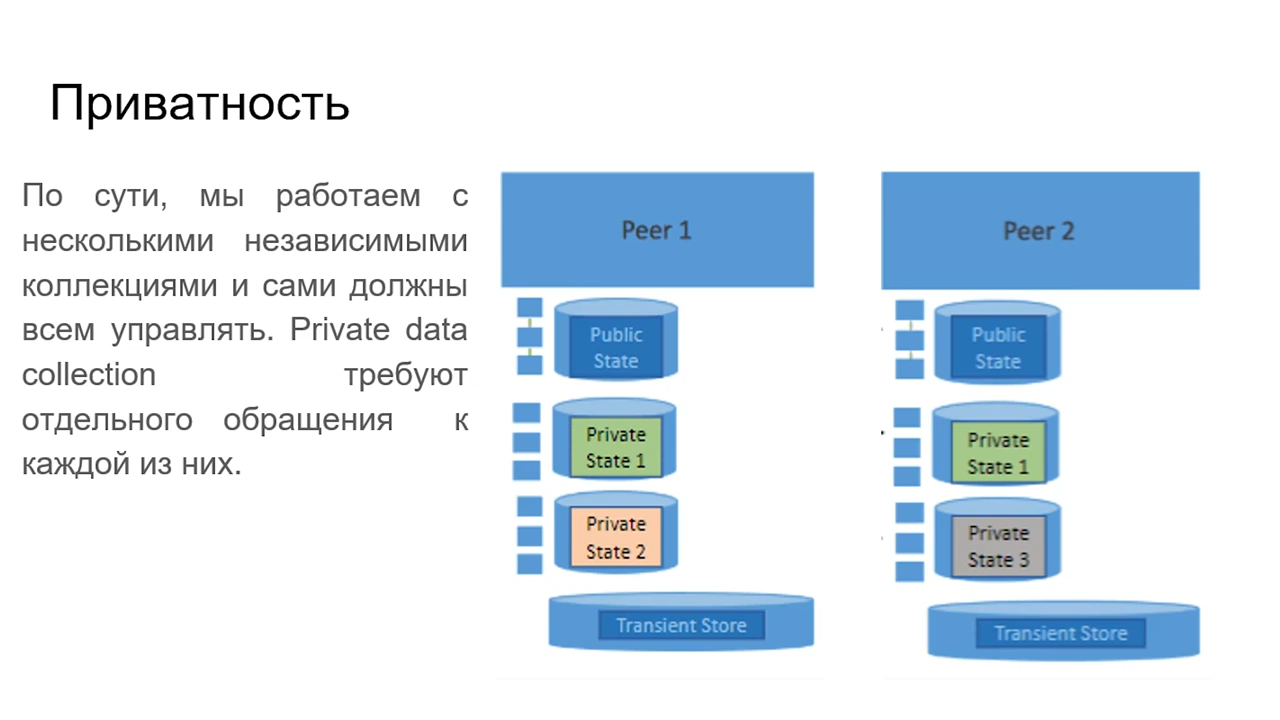 Приватность
По сути, мы работаем с
несколькими независимыми
коллекциями и сами должны
всем управлять. Private data
collection требуют
отдельного обращения к
каждой из них.
Peer 1
Public
State
Private
State 1
Private
State 2
Transient Store
Peer 2
Public
State
Private
State 1
Private
State 3
Transient Store